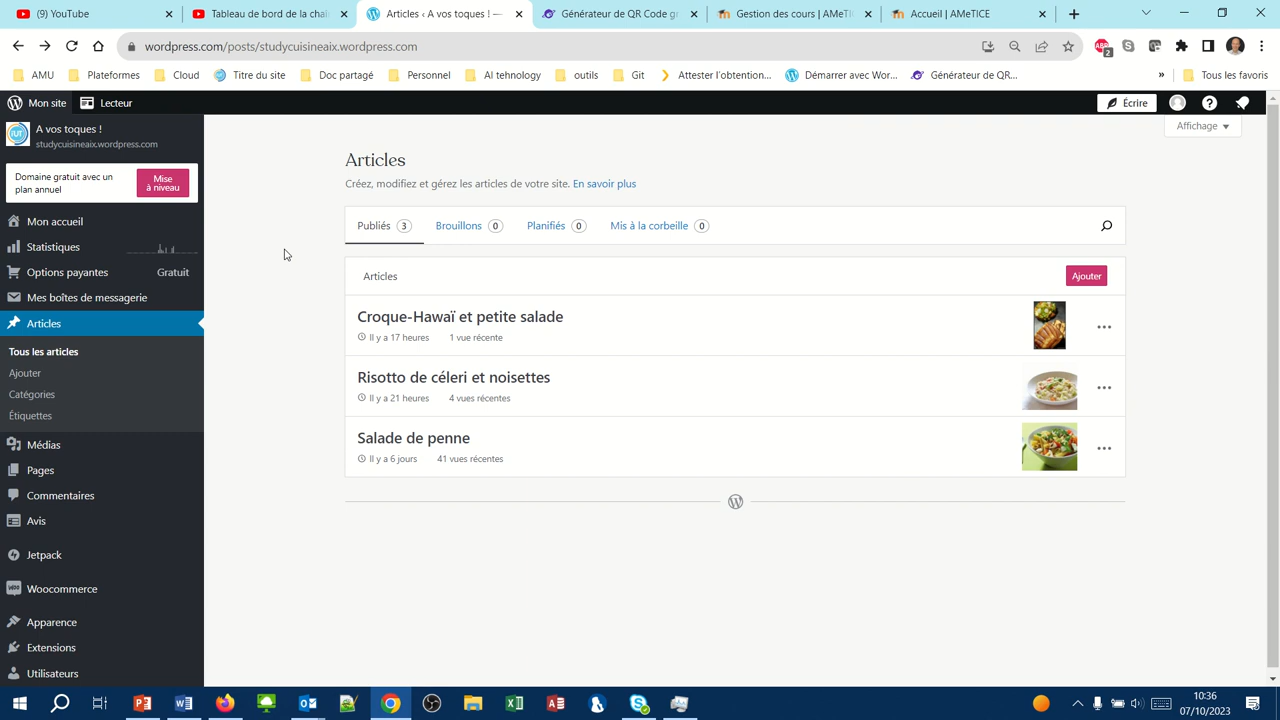 (9) YouTube
Tableau de bord de la chaî
Articles ‹ A vos toques ! —
Générateur de QR Code gr
Gestion des cours | AMeTICE
Accueil | AMeTICE
wordpress.com/posts/studycuisineaix.wordpress.com
2
AMU
Plateformes
Cloud
Titre du site
Doc partagé
Personnel
AI tehnology
outils
Git
Attester l'obtention...
Démarrer avec Wor...
Générateur de QR...
»
Tous les favoris
Mon site
Lecteur
Écrire
A vos toques !
studycuisineaix.wordpress.com
Domaine gratuit avec un
plan annuel
Mise
à niveau
Mon accueil
Statistiques
Options payantes
Gratuit
Mes boîtes de messagerie
Articles
Tous les articles
Ajouter
Catégories
Étiquettes
Médias
Pages
Commentaires
Avis
Jetpack
Woocommerce
Apparence
Extensions
Utilisateurs
Affichage
Articles
Créez, modifiez et gérez les articles de votre site. En savoir plus
Publiés 3
Brouillons 0
Planifiés 0
Mis à la corbeille 0
Articles
Ajouter
Croque-Hawaï et petite salade
Il y a 17 heures
1 vue récente
Risotto de céleri et noisettes
Il y a 21 heures
4 vues récentes
Salade de penne
Il y a 6 jours
41 vues récentes
10:36
07/10/2023